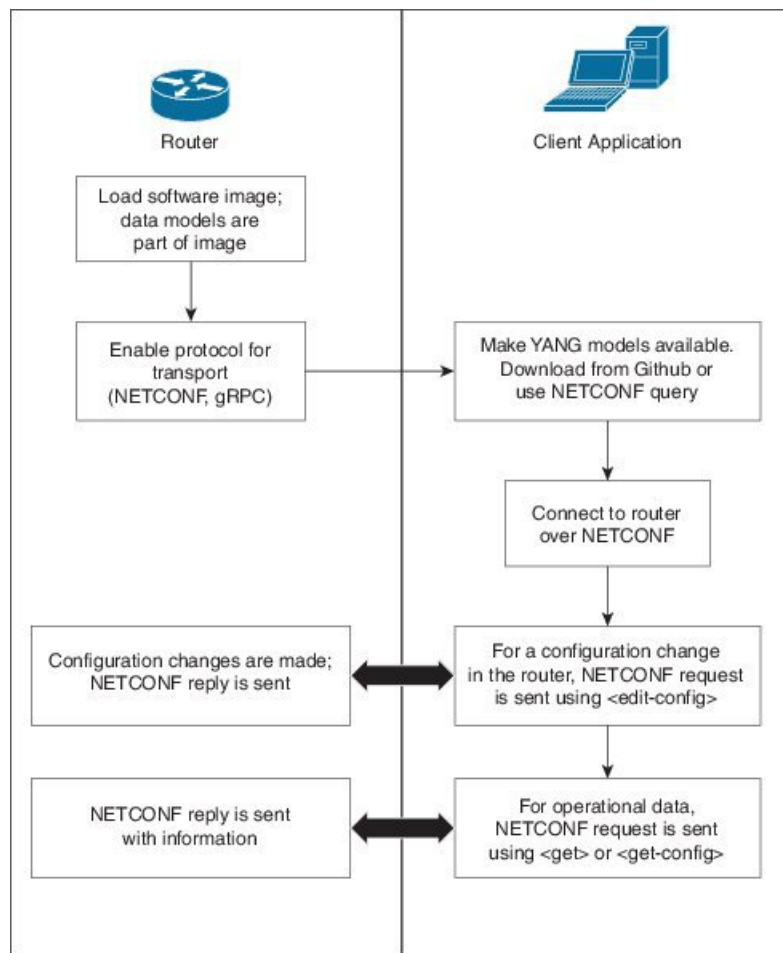 Router
Client Application
Load software image;
data models are
part of image
Enable protocol for
transport
(NETCONF, gRPC)
Make YANG models available.
Download from Github or
use NETCONF query
Connect to router
over NETCONF
Configuration changes are made;
NETCONF reply is sent
For a configuration change
in the router, NETCONF request
is sent using <edit-config>
NETCONF reply is sent
with information
For operational data,
NETCONF request is sent
using <get> or <get-config>